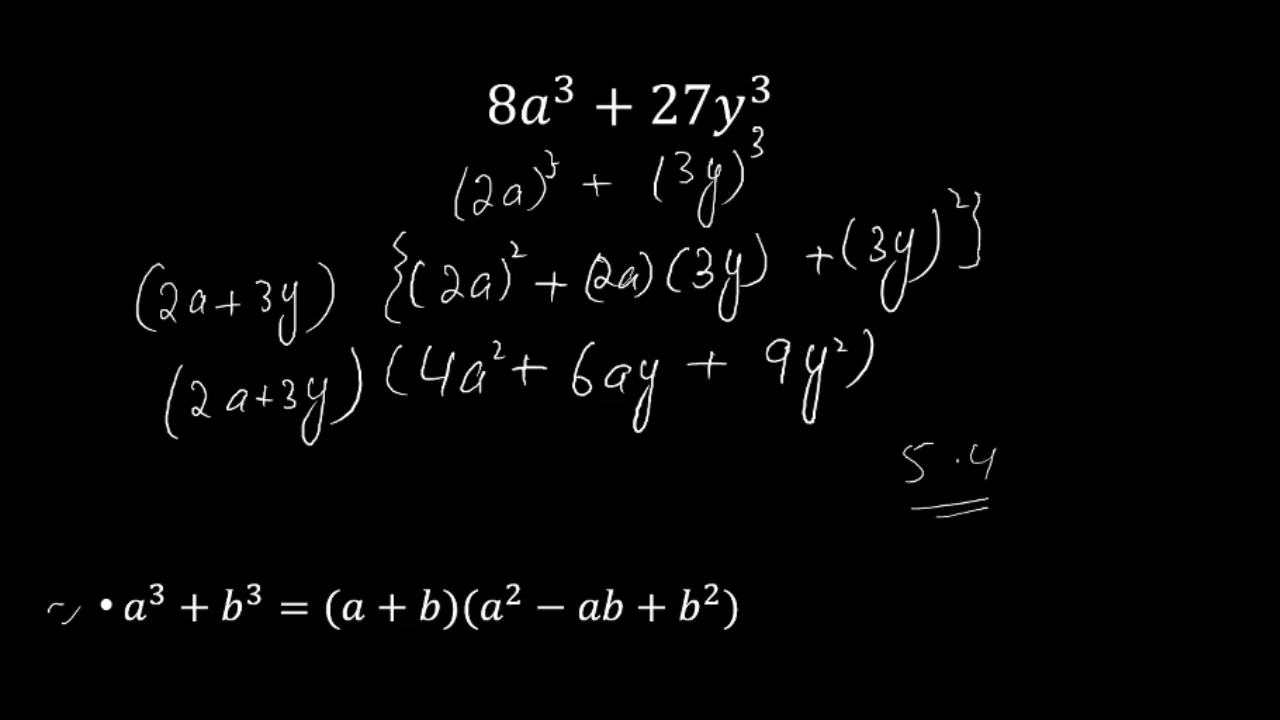 8a³ + 27y³
(2a)³ + (3y)³
(2a+3y) {(2a)² + (2a)(3y) + (3y)²}
(2a+3y) (4a² + 6ay + 9y²)
5.4
• a³ + b³ = (a + b)(a² − ab + b²)